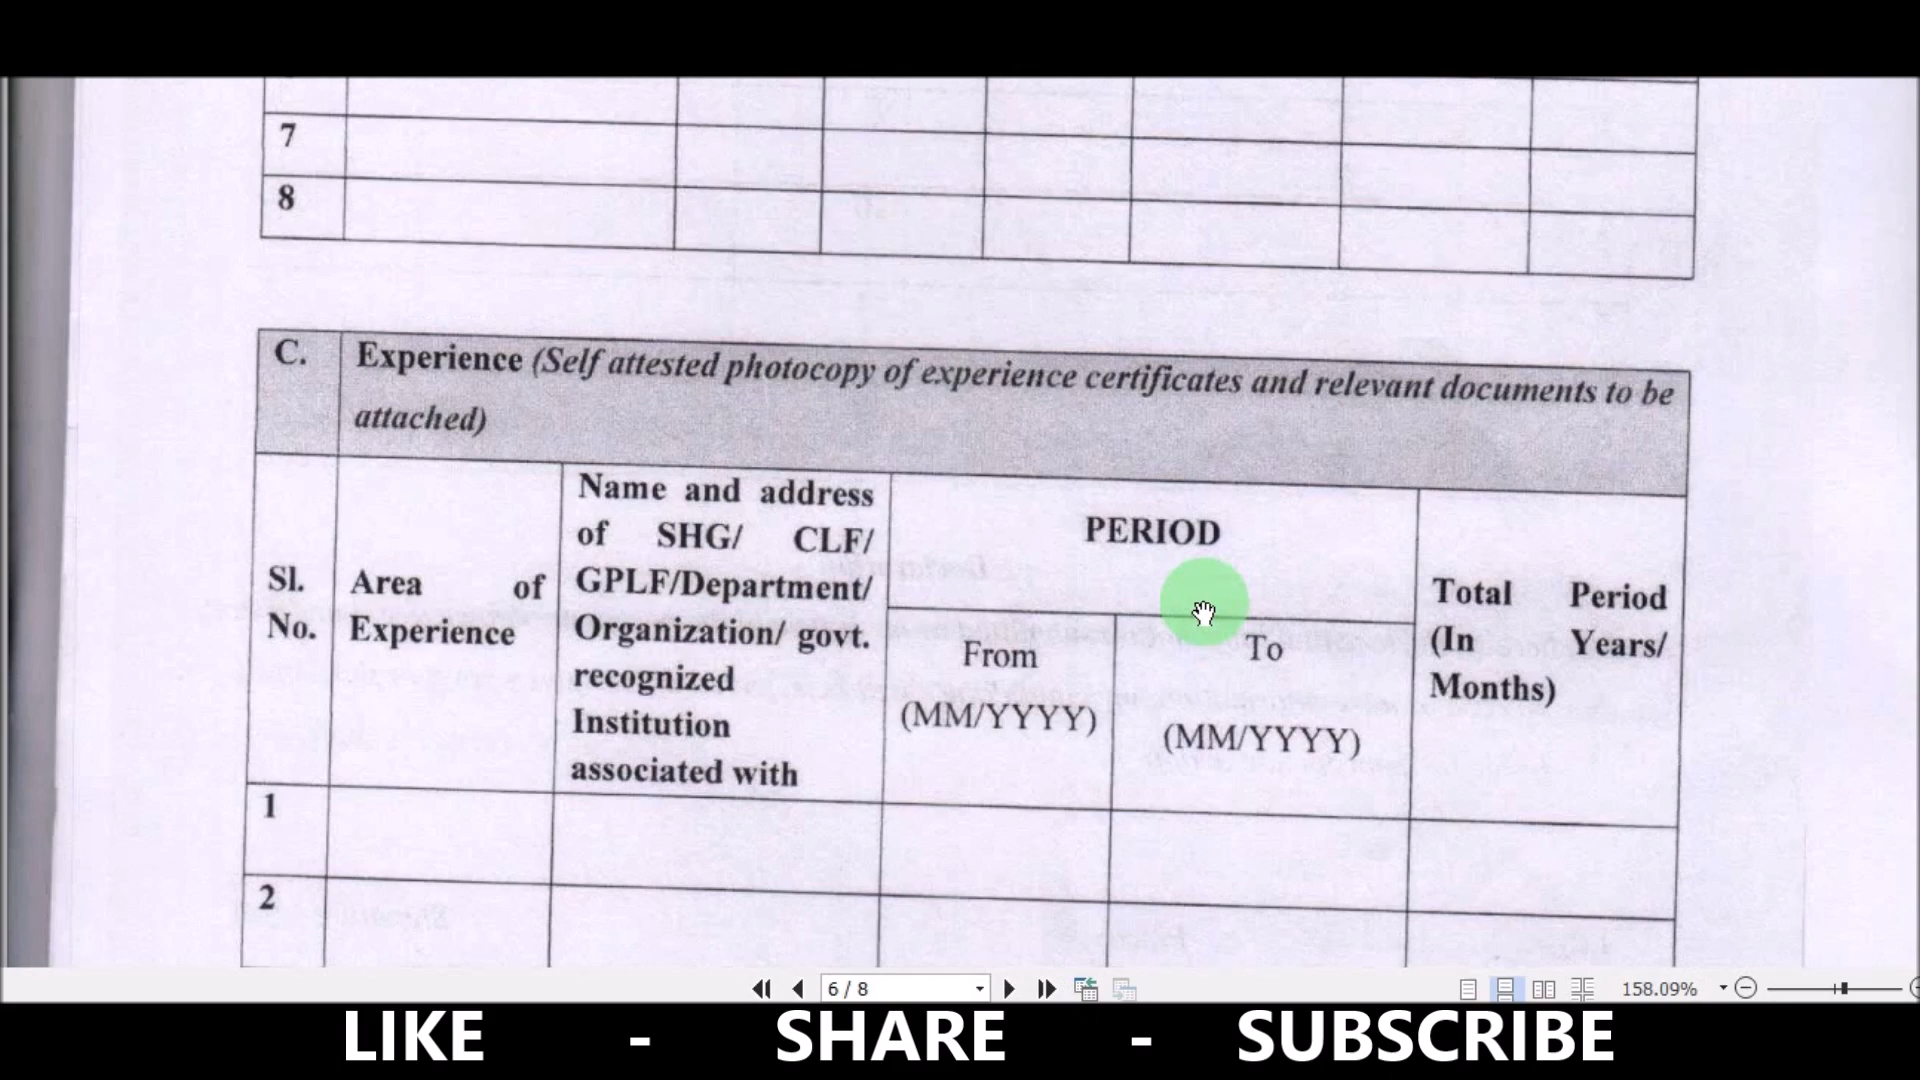 7
8
C. Experience (Self attested photocopy of experience certificates and relevant documents to be
attached)
Sl.
No.
Area of
Experience
Name and address
of SHG/ CLF/
GPLF/Department/
Organization/ govt.
recognized
Institution
associated with
PERIOD
From
(MM/YYYY)
To
(MM/YYYY)
Total Period
(In Years/
Months)
1
2
6 / 8
158.09%
LIKE - SHARE - SUBSCRIBE